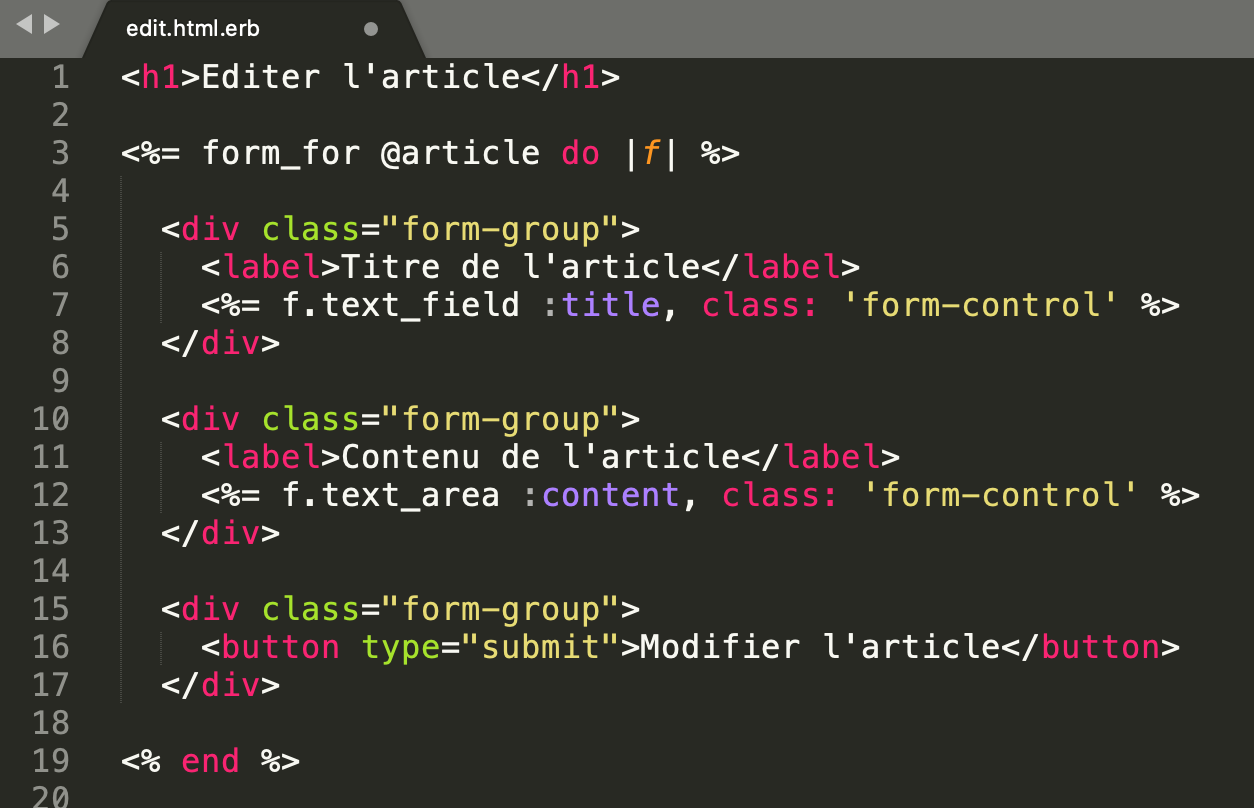 edit.html.erb
1 <h1>Editer l'article</h1>
2
3 <%= form_for @article do |f| %>
4
5 <div class="form-group">
6 <label>Titre de l'article</label>
7 <%= f.text_field :title, class: 'form-control' %>
8 </div>
9
10 <div class="form-group">
11 <label>Contenu de l'article</label>
12 <%= f.text_area :content, class: 'form-control' %>
13 </div>
14
15 <div class="form-group">
16 <button type="submit">Modifier l'article</button>
17 </div>
18
19 <% end %>
20